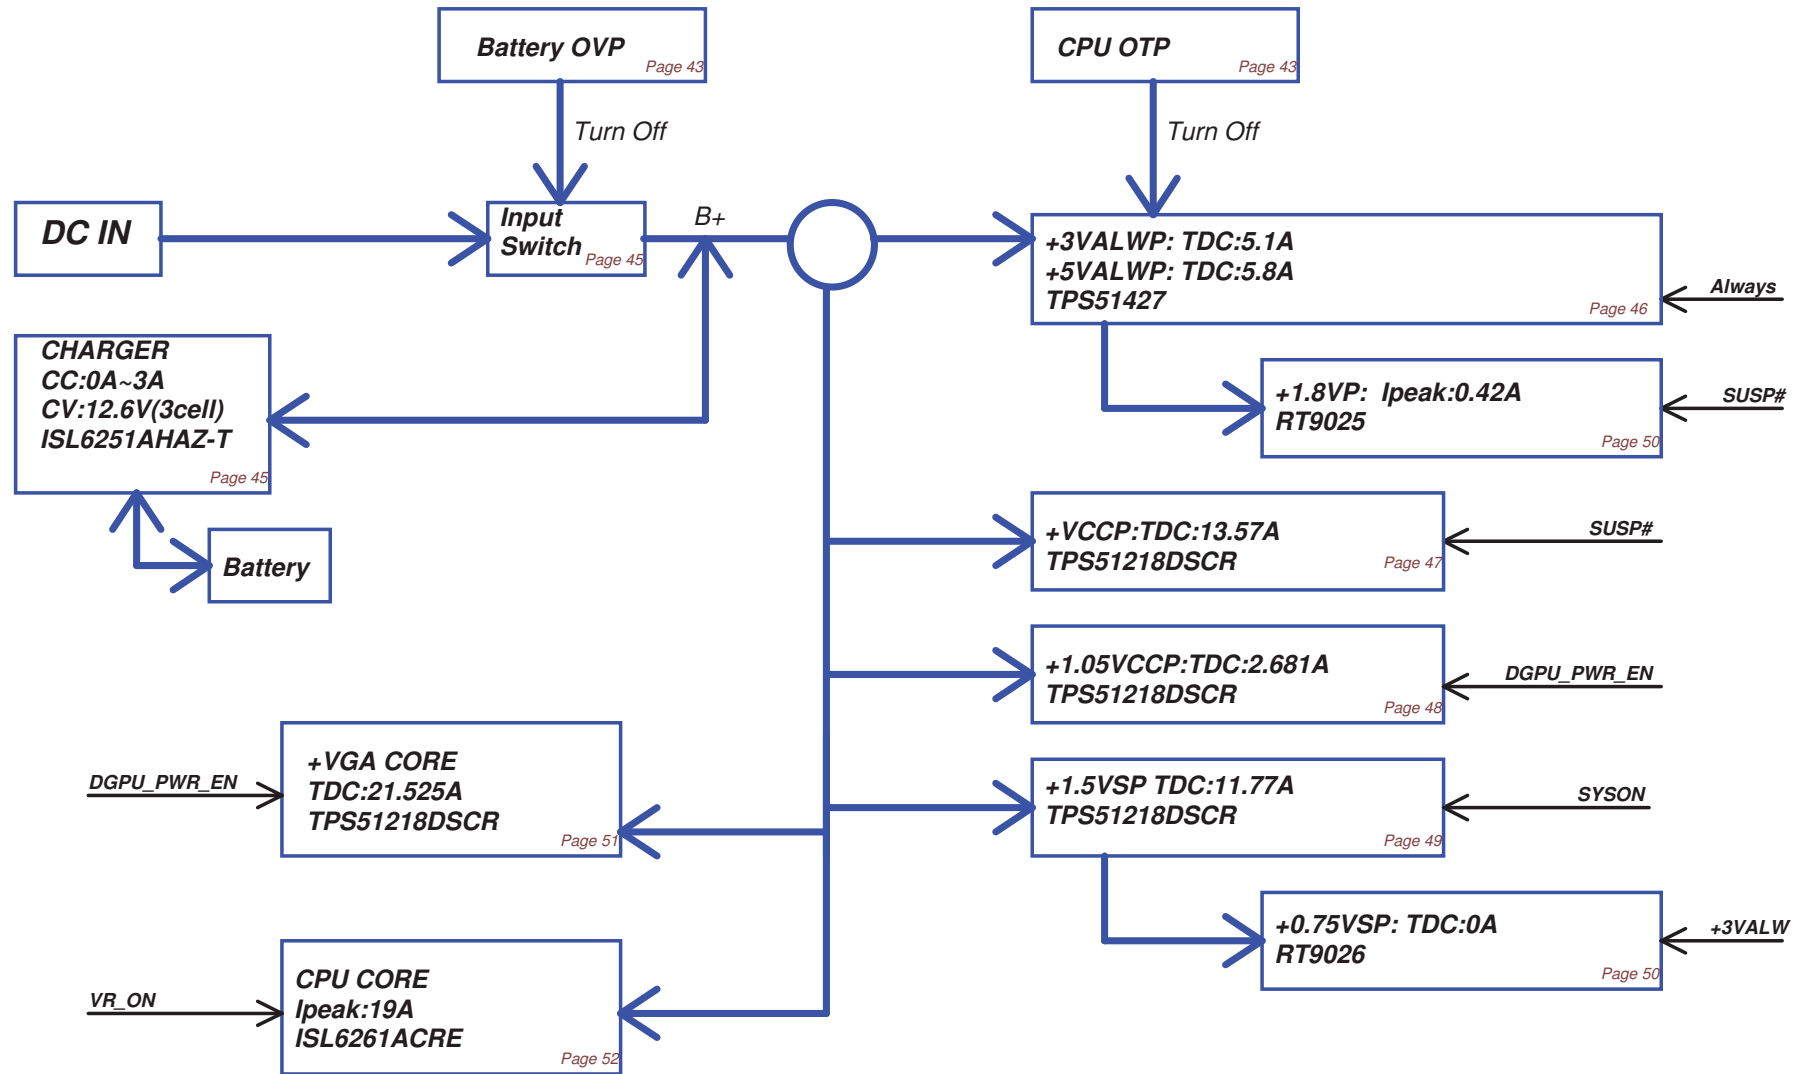 Battery OVP
Page 43
CPU OTP
Page 43
Turn Off
Turn Off
DC IN
Input
Switch
Page 45
B+
+3VALWP: TDC:5.1A
+5VALWP: TDC:5.8A
TPS51427
Page 46
Always
CHARGER
CC:0A~3A
CV:12.6V(3cell)
ISL6251AHAZ-T
Page 45
+1.8VP: Ipeak:0.42A
RT9025
Page 50
SUSP#
Battery
+VCCP:TDC:13.57A
TPS51218DSCR
Page 47
SUSP#
+1.05VCCP:TDC:2.681A
TPS51218DSCR
Page 48
DGPU_PWR_EN
DGPU_PWR_EN
+VGA CORE
TDC:21.525A
TPS51218DSCR
Page 51
+1.5VSP TDC:11.77A
TPS51218DSCR
Page 49
SYSON
+0.75VSP: TDC:0A
RT9026
Page 50
+3VALW
VR_ON
CPU CORE
Ipeak:19A
ISL6261ACRE
Page 52